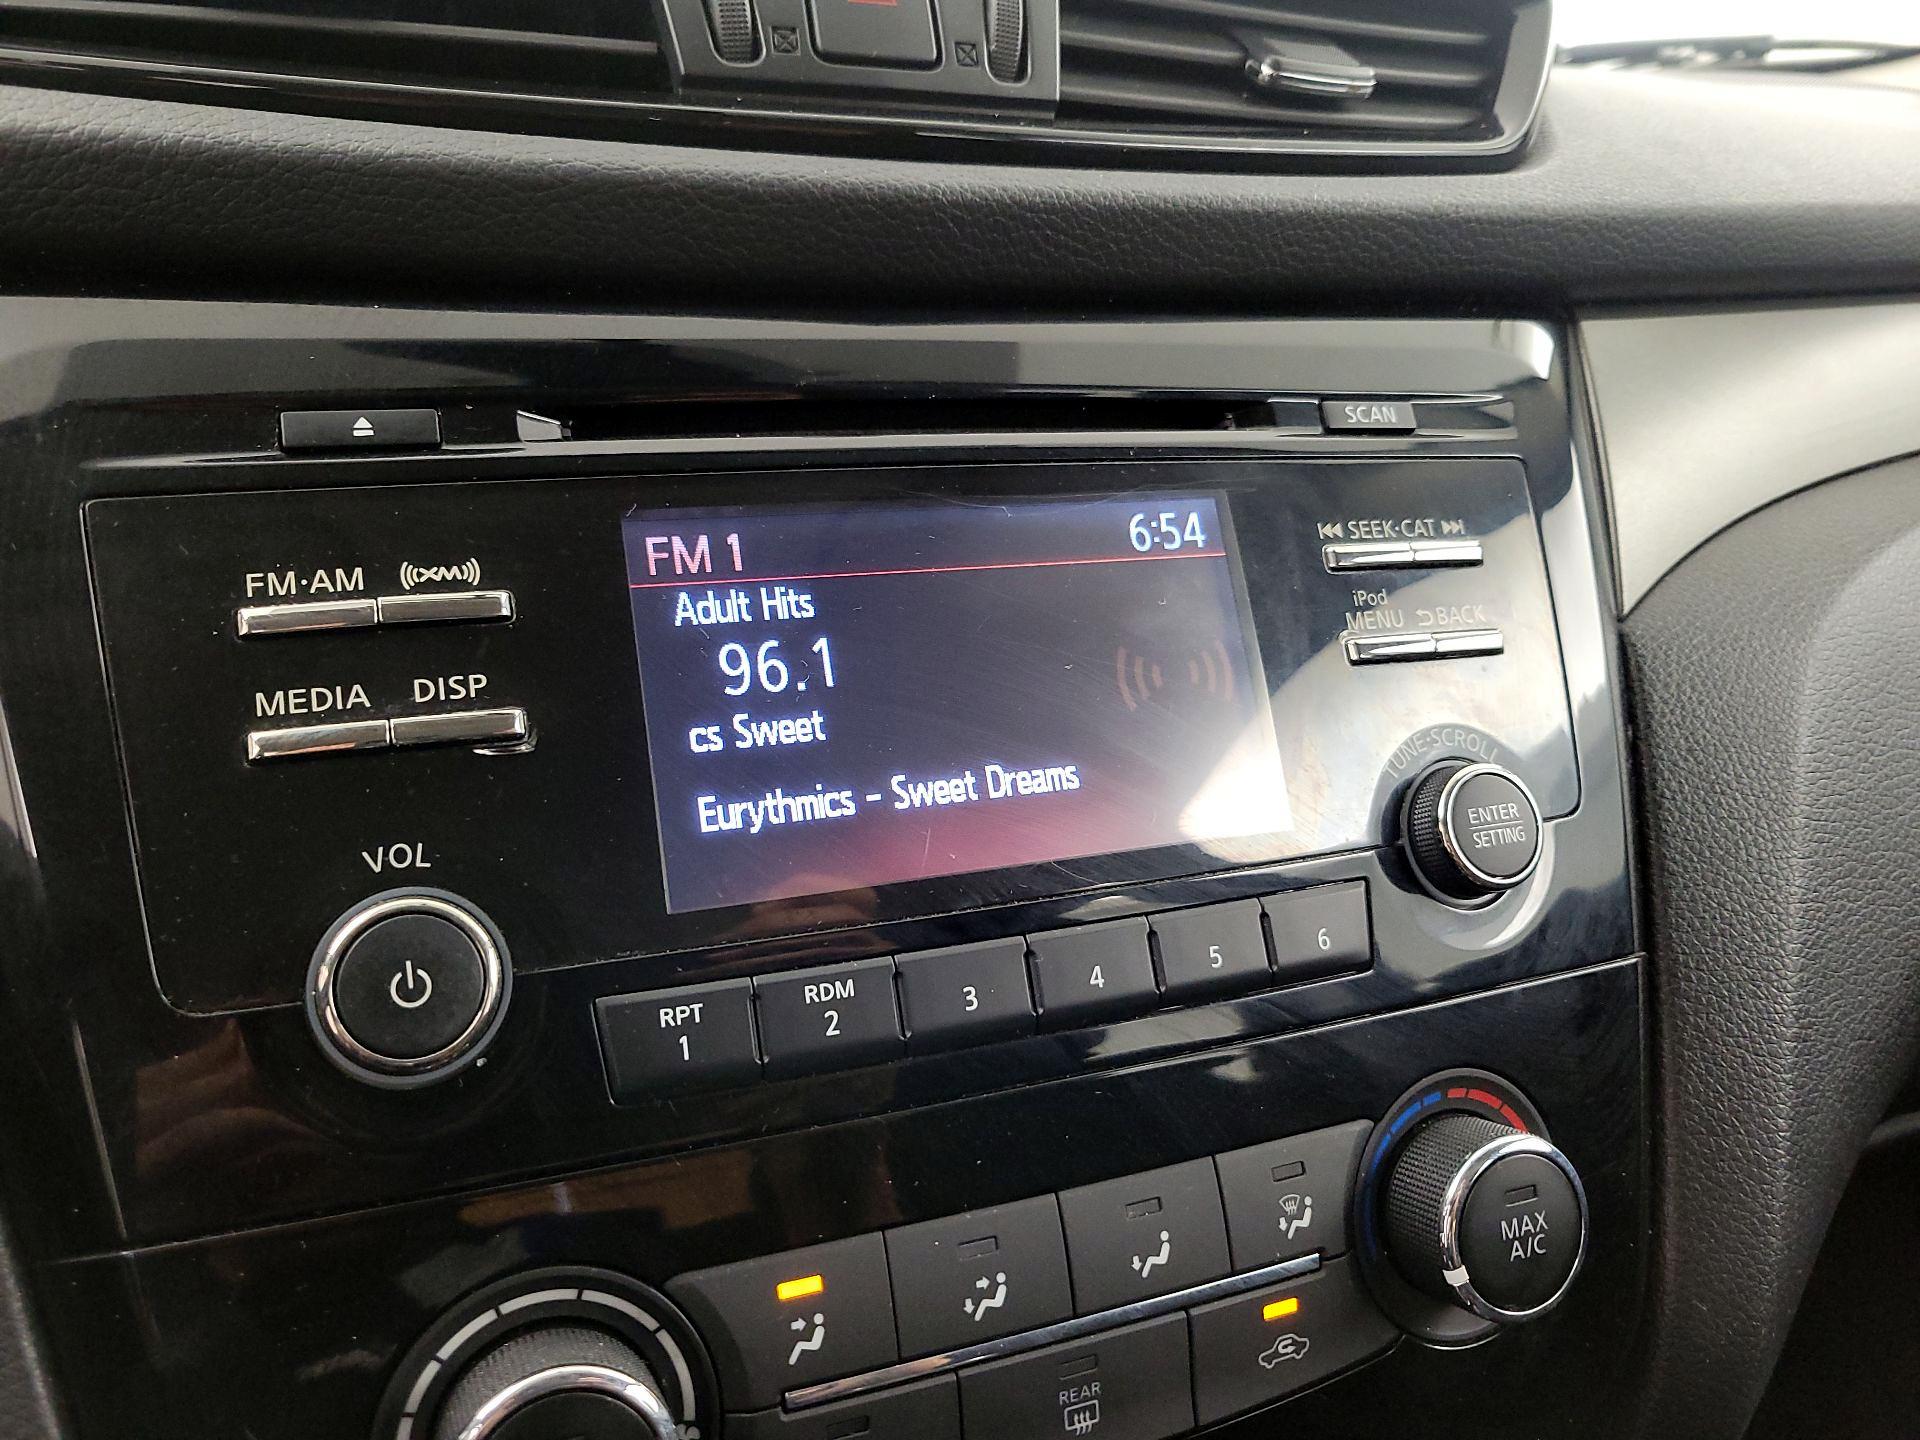 SCAN
FM·AM
XM
MEDIA
DISP
VOL
FM 1
6:54
Adult Hits
96.1
cs Sweet
Eurythmics - Sweet Dreams
SEEK·CAT
iPod
MENU
BACK
TUNE·SCROLL
ENTER
SETTING
RPT
1
RDM
2
3
4
5
6
MAX
A/C
REAR